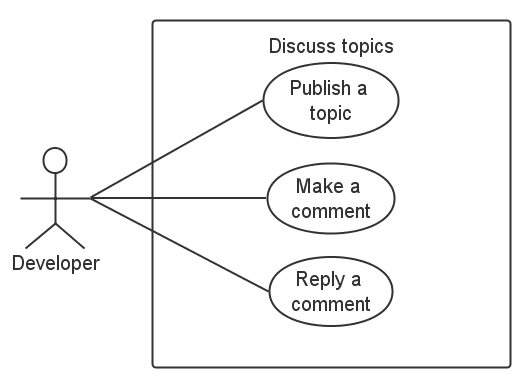 Discuss topics
Publish a
topic
Make a
comment
Reply a
comment
Developer